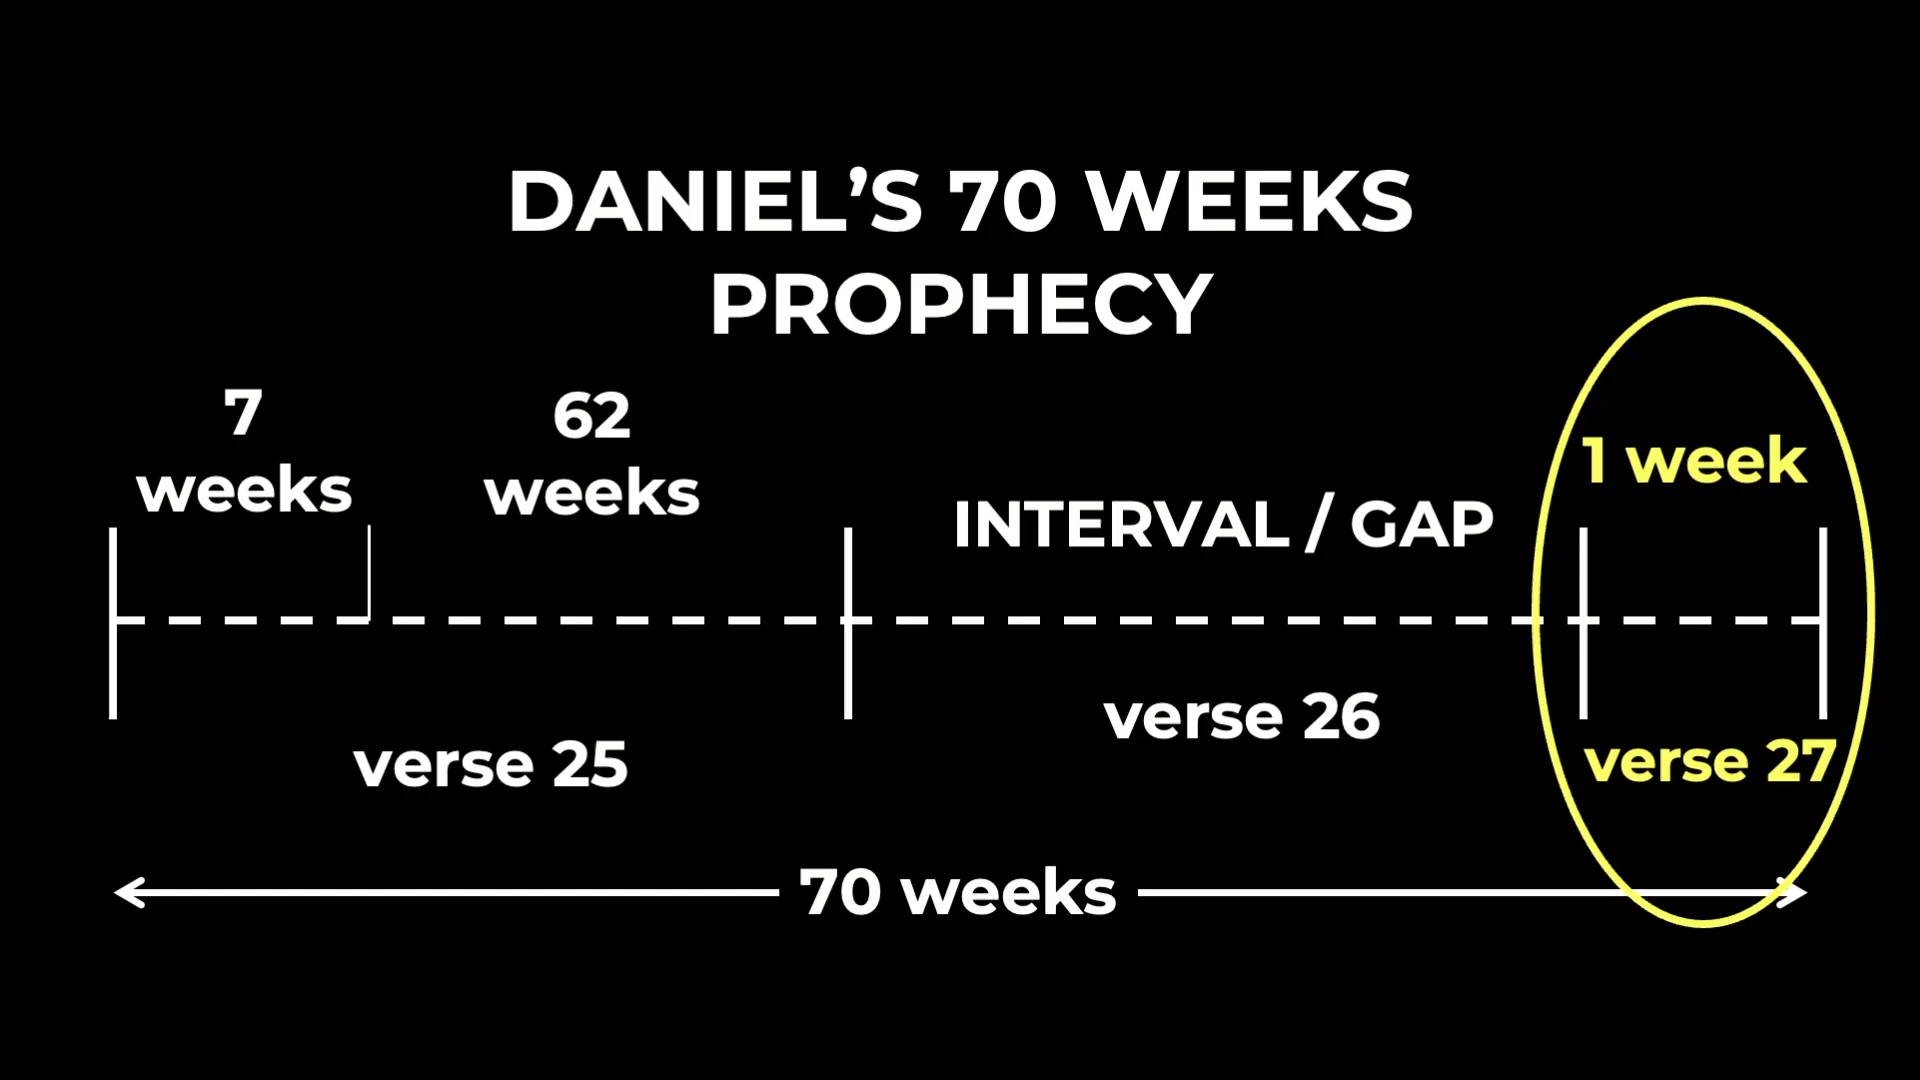 DANIEL’S 70 WEEKS
PROPHECY
7
weeks
62
weeks
INTERVAL / GAP
1 week
verse 25
verse 26
verse 27
70 weeks